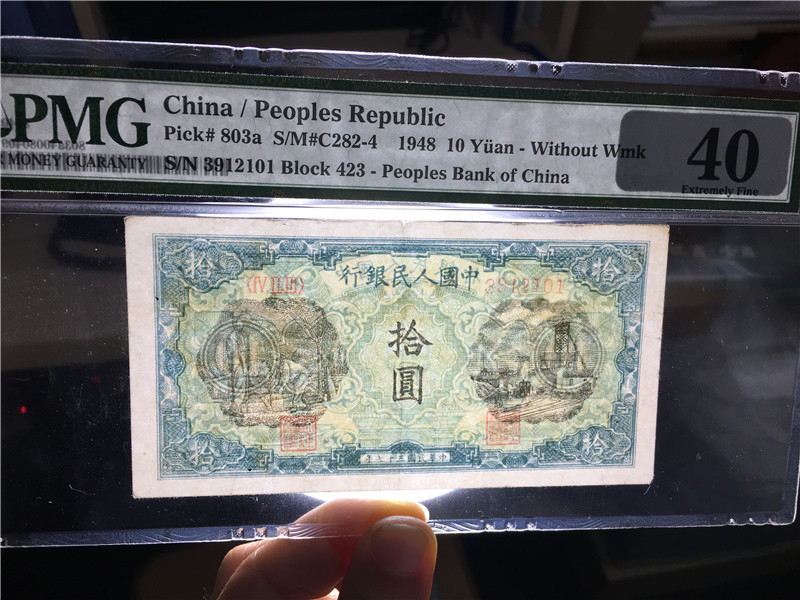 PMG
China / Peoples Republic
Pick# 803a S/M#C282-4 1948 10 Yüan - Without Wmk
MONEY GUARANTY
S/N 3912101 Block 423 - Peoples Bank of China
40
Extremely Fine
拾 拾
行銀民人國中
〈IV II III〉 3912101
拾
圓
拾 拾